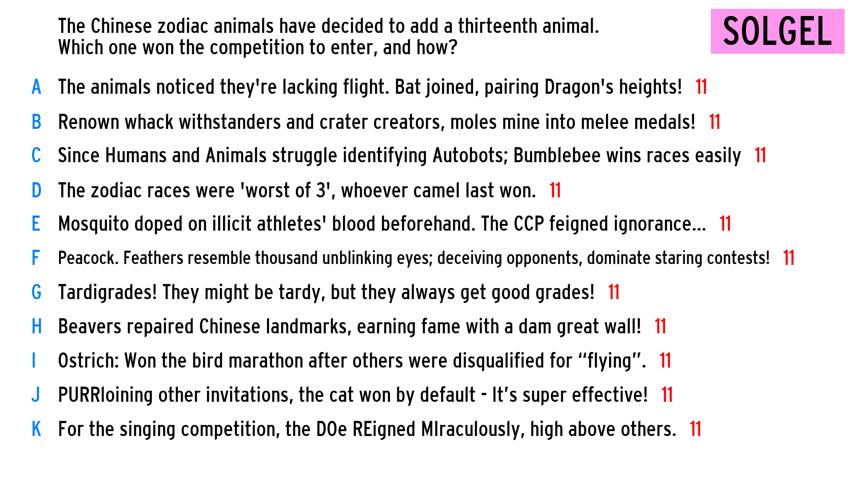 The Chinese zodiac animals have decided to add a thirteenth animal.
Which one won the competition to enter, and how?
SOLGEL
A The animals noticed they're lacking flight. Bat joined, pairing Dragon's heights! 11
B Renown whack withstanders and crater creators, moles mine into melee medals! 11
C Since Humans and Animals struggle identifying Autobots; Bumblebee wins races easily 11
D The zodiac races were 'worst of 3', whoever camel last won. 11
E Mosquito doped on illicit athletes' blood beforehand. The CCP feigned ignorance... 11
F Peacock. Feathers resemble thousand unblinking eyes; deceiving opponents, dominate staring contests! 11
G Tardigrades! They might be tardy, but they always get good grades! 11
H Beavers repaired Chinese landmarks, earning fame with a dam great wall! 11
I Ostrich: Won the bird marathon after others were disqualified for “flying”. 11
J PURRloining other invitations, the cat won by default - It’s super effective! 11
K For the singing competition, the DOe REigned MIraculously, high above others. 11